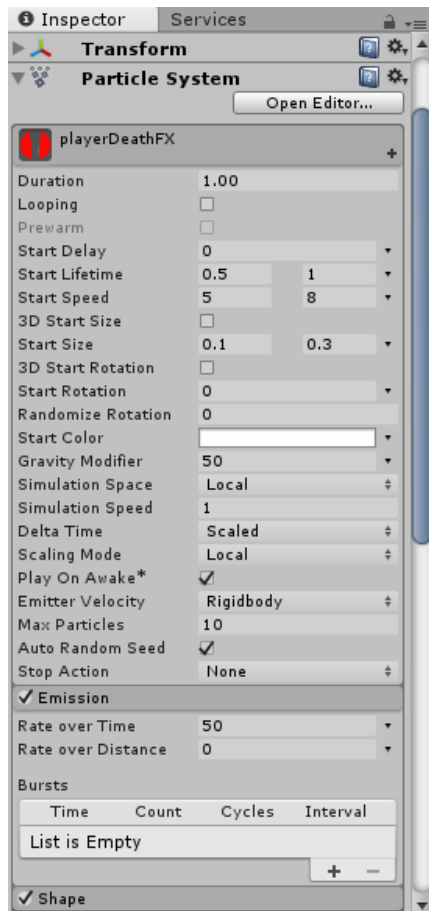 Inspector Services
Transform
Particle System
Open Editor...
playerDeathFX
+
Duration 1.00
Looping
Prewarm
Start Delay 0
Start Lifetime 0.5 1
Start Speed 5 8
3D Start Size
Start Size 0.1 0.3
3D Start Rotation
Start Rotation 0
Randomize Rotation 0
Start Color
Gravity Modifier 50
Simulation Space Local
Simulation Speed 1
Delta Time Scaled
Scaling Mode Local
Play On Awake*
Emitter Velocity Rigidbody
Max Particles 10
Auto Random Seed
Stop Action None
Emission
Rate over Time 50
Rate over Distance 0
Bursts
Time Count Cycles Interval
List is Empty
+ −
Shape